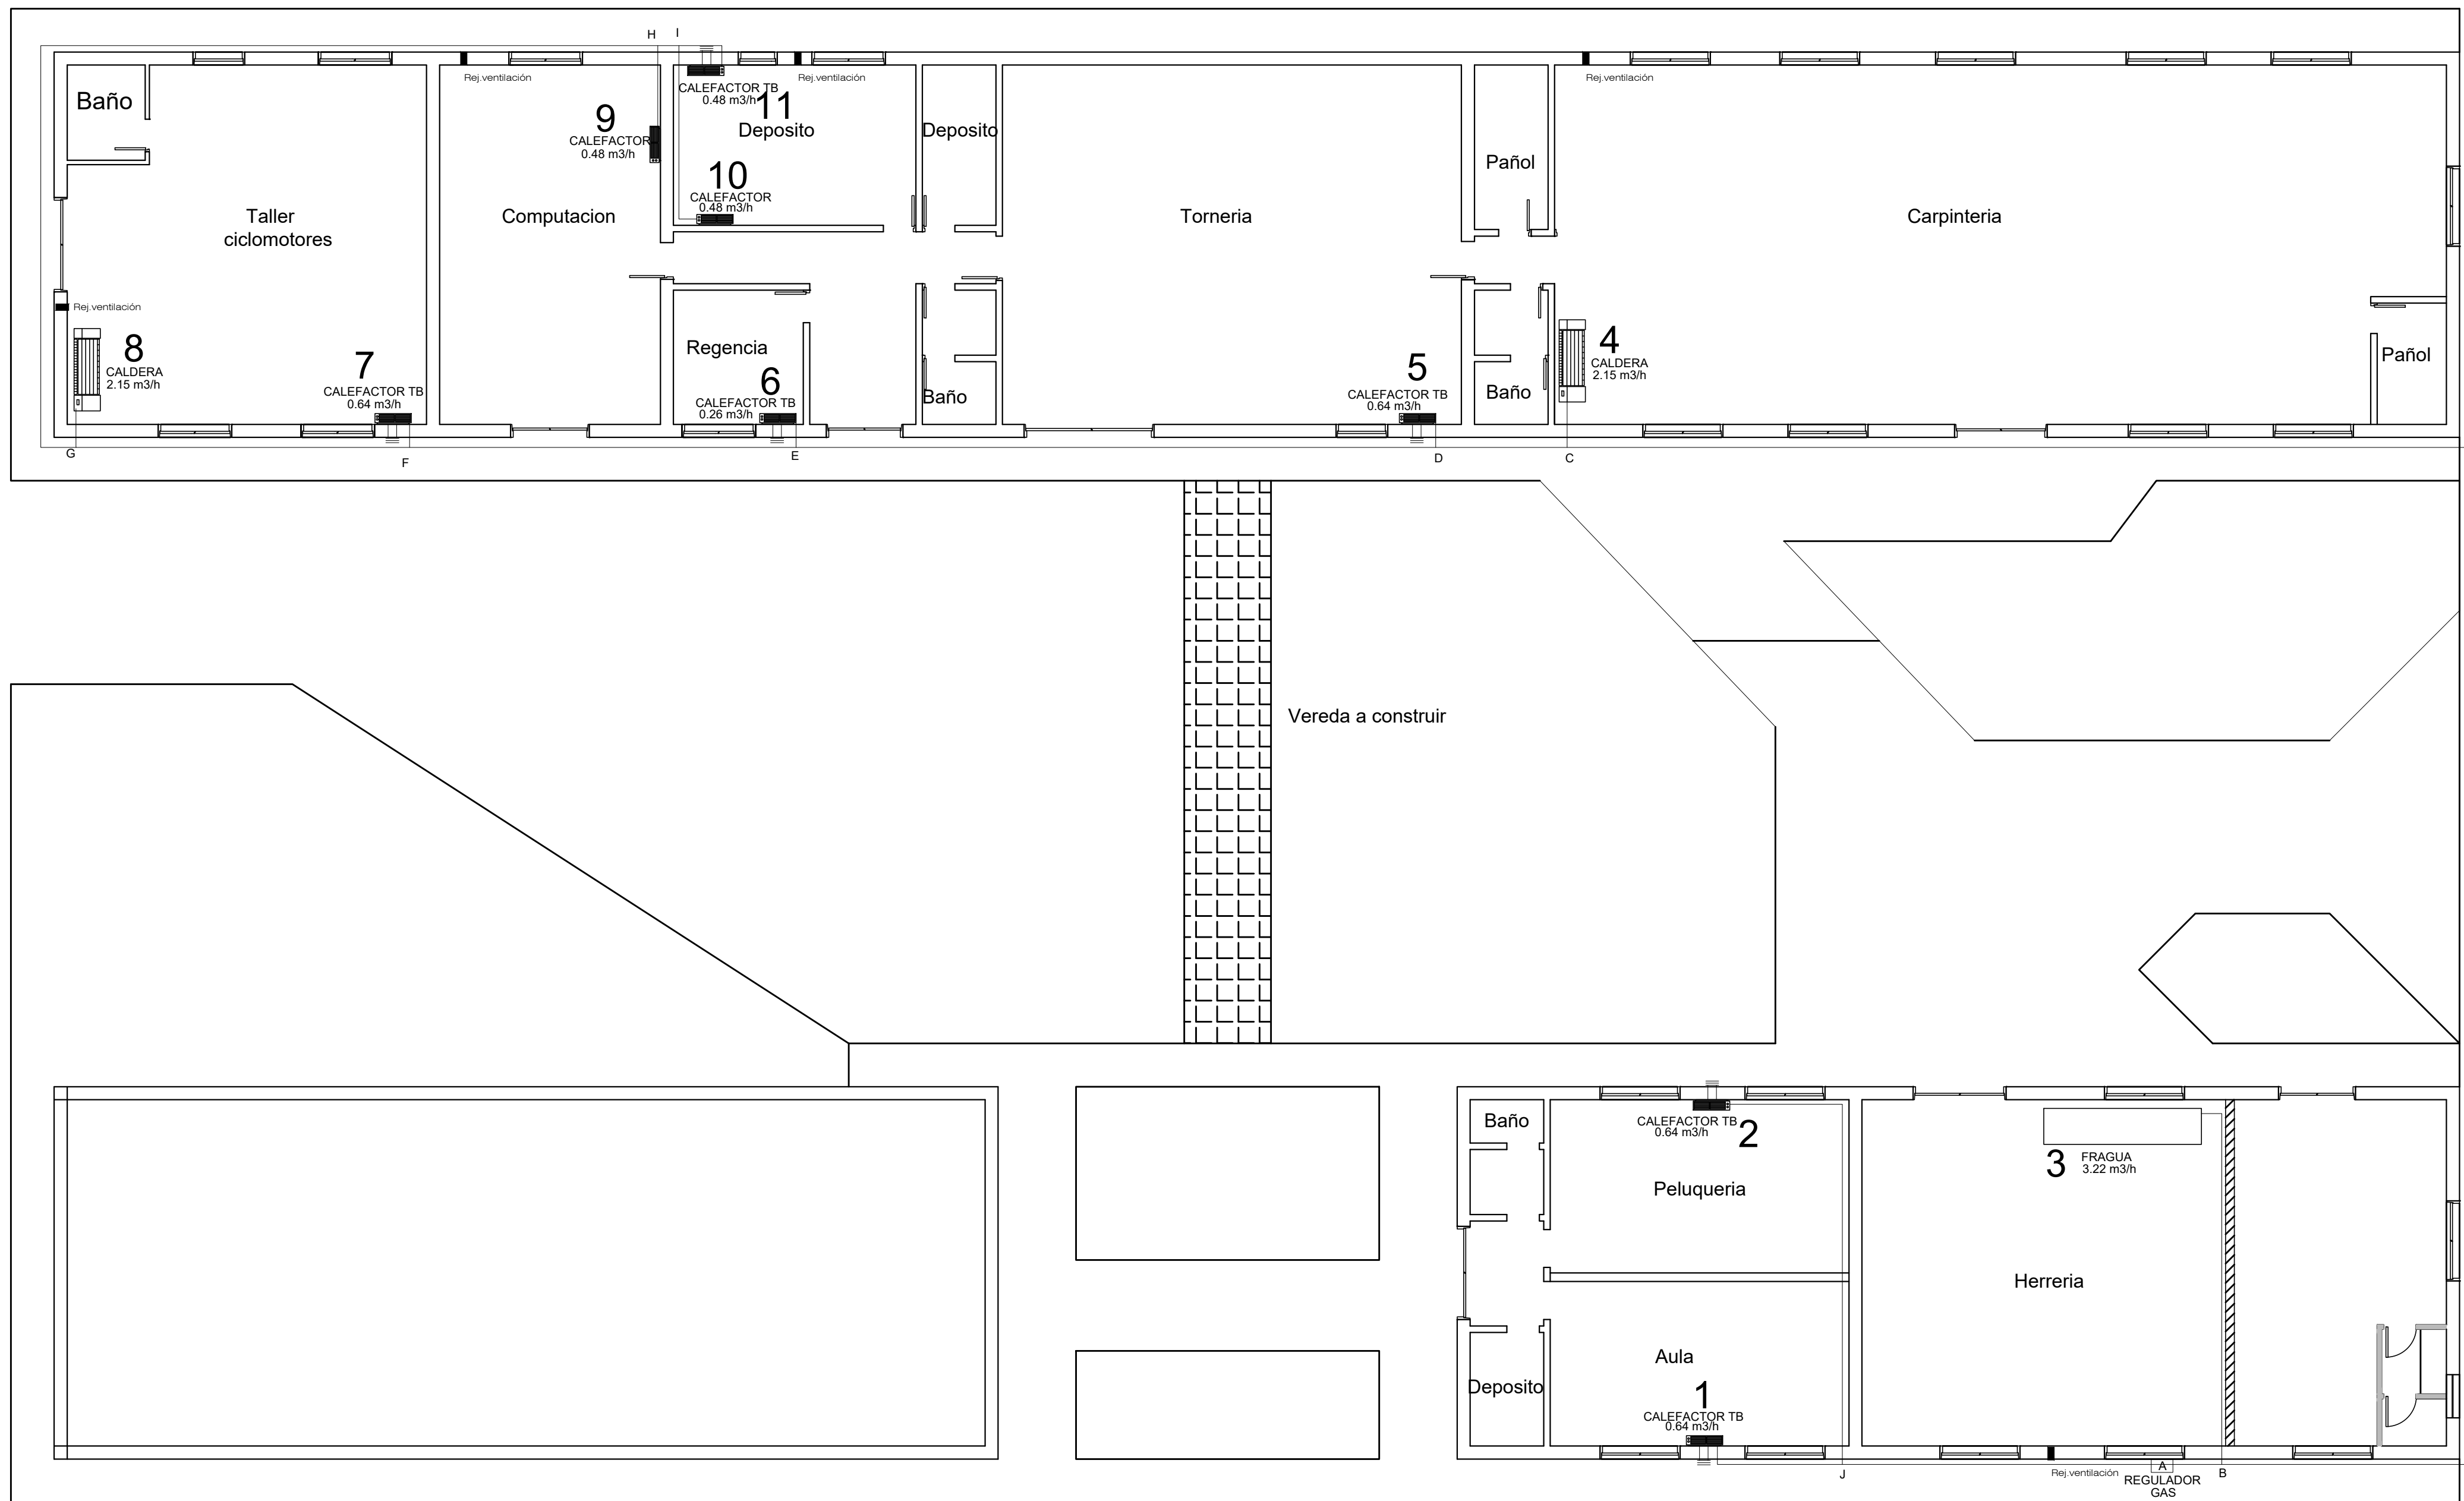 H
I
Rej.ventilación
Rej.ventilación
Rej.ventilación
Baño
9
CALEFACTOR
0.48 m3/h
CALEFACTOR TB
0.48 m3/h
11
Deposito
10
CALEFACTOR
0.48 m3/h
Deposito
Pañol
Taller
ciclomotores
Computacion
Torneria
Carpinteria
Rej.ventilación
8
CALDERA
2.15 m3/h
7
CALEFACTOR TB
0.64 m3/h
Regencia
6
CALEFACTOR TB
0.26 m3/h
Baño
5
CALEFACTOR TB
0.64 m3/h
Baño
4
CALDERA
2.15 m3/h
Pañol
G
F
E
D
C
Vereda a construir
Baño
CALEFACTOR TB
0.64 m3/h
2
Peluqueria
3
FRAGUA
3.22 m3/h
Herreria
Aula
Deposito
1
CALEFACTOR TB
0.64 m3/h
J
Rej.ventilación
A
REGULADOR
GAS
B